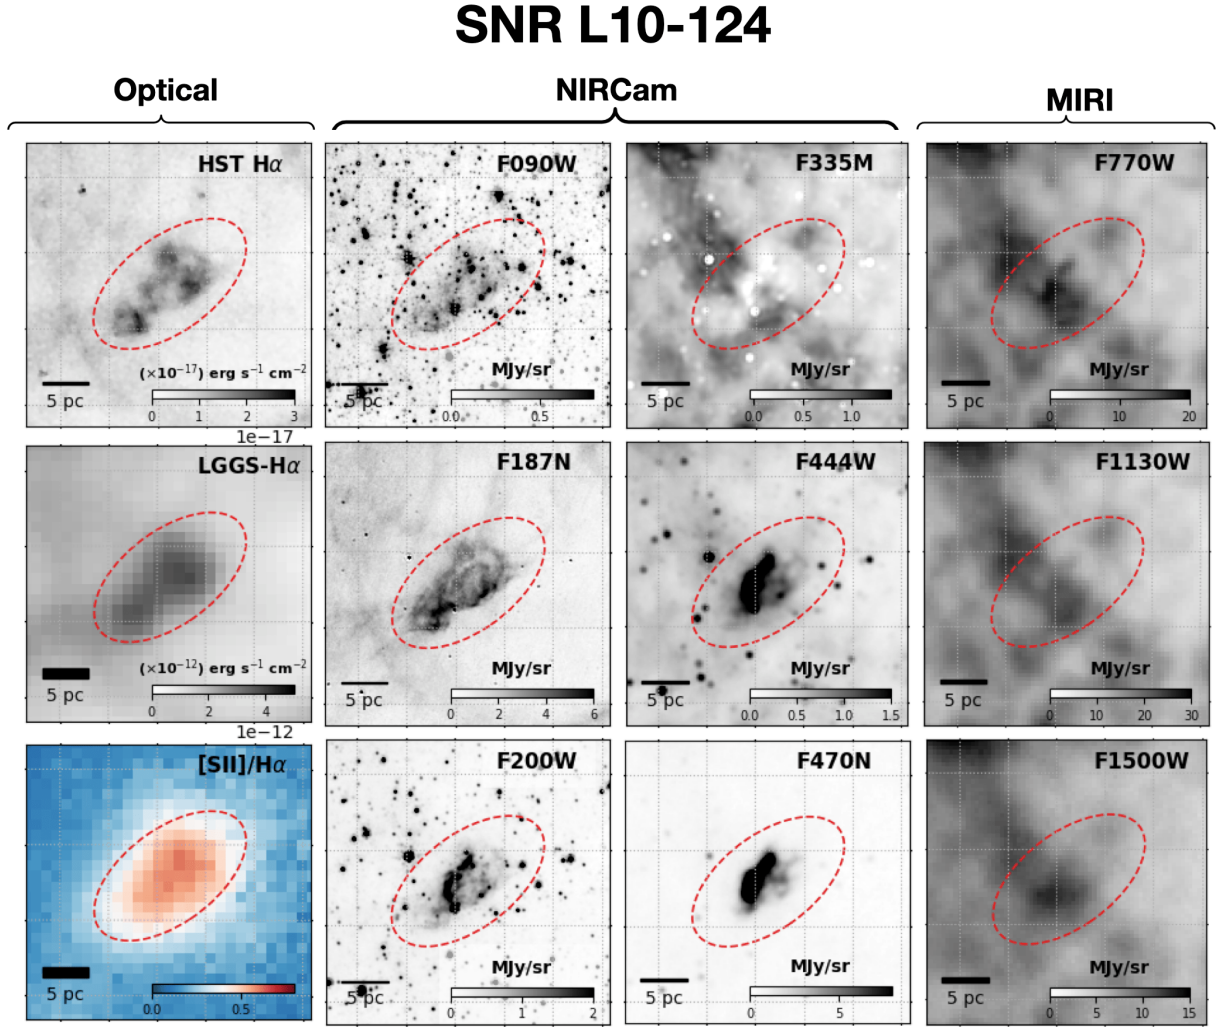 SNR L10-124
Optical
NIRCam
MIRI
HST Hα
(×10⁻¹⁷) erg s⁻¹ cm⁻²
5 pc
0 1 2 3
1e−17
F090W
MJy/sr
5 pc
0.0 0.5
F335M
MJy/sr
5 pc
0.0 0.5 1.0
F770W
MJy/sr
5 pc
0 10 20
LGGS-Hα
(×10⁻¹²) erg s⁻¹ cm⁻²
5 pc
0 2 4
1e−12
F187N
MJy/sr
5 pc
0 2 4 6
F444W
MJy/sr
5 pc
0.0 0.5 1.0 1.5
F1130W
MJy/sr
5 pc
0 10 20 30
[SII]/Hα
5 pc
0.0 0.5
F200W
MJy/sr
5 pc
0 1 2
F470N
MJy/sr
5 pc
0 5
F1500W
MJy/sr
5 pc
0 5 10 15